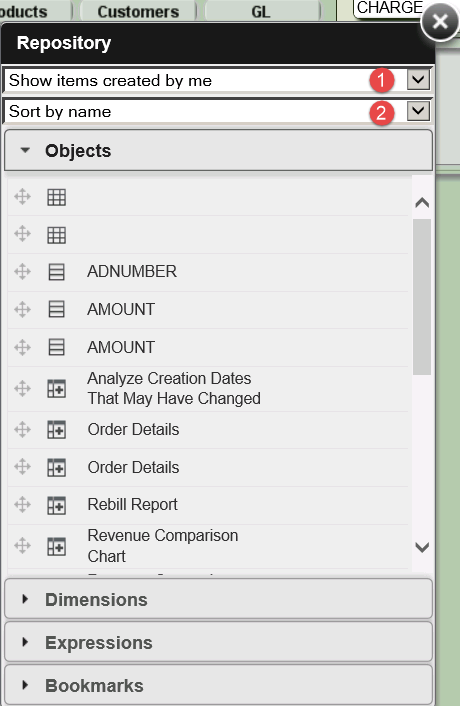 oducts Customers GL CHARGE
Repository
Show items created by me 1
Sort by name 2
Objects
ADNUMBER
AMOUNT
AMOUNT
Analyze Creation Dates
That May Have Changed
Order Details
Order Details
Rebill Report
Revenue Comparison
Chart
Dimensions
Expressions
Bookmarks